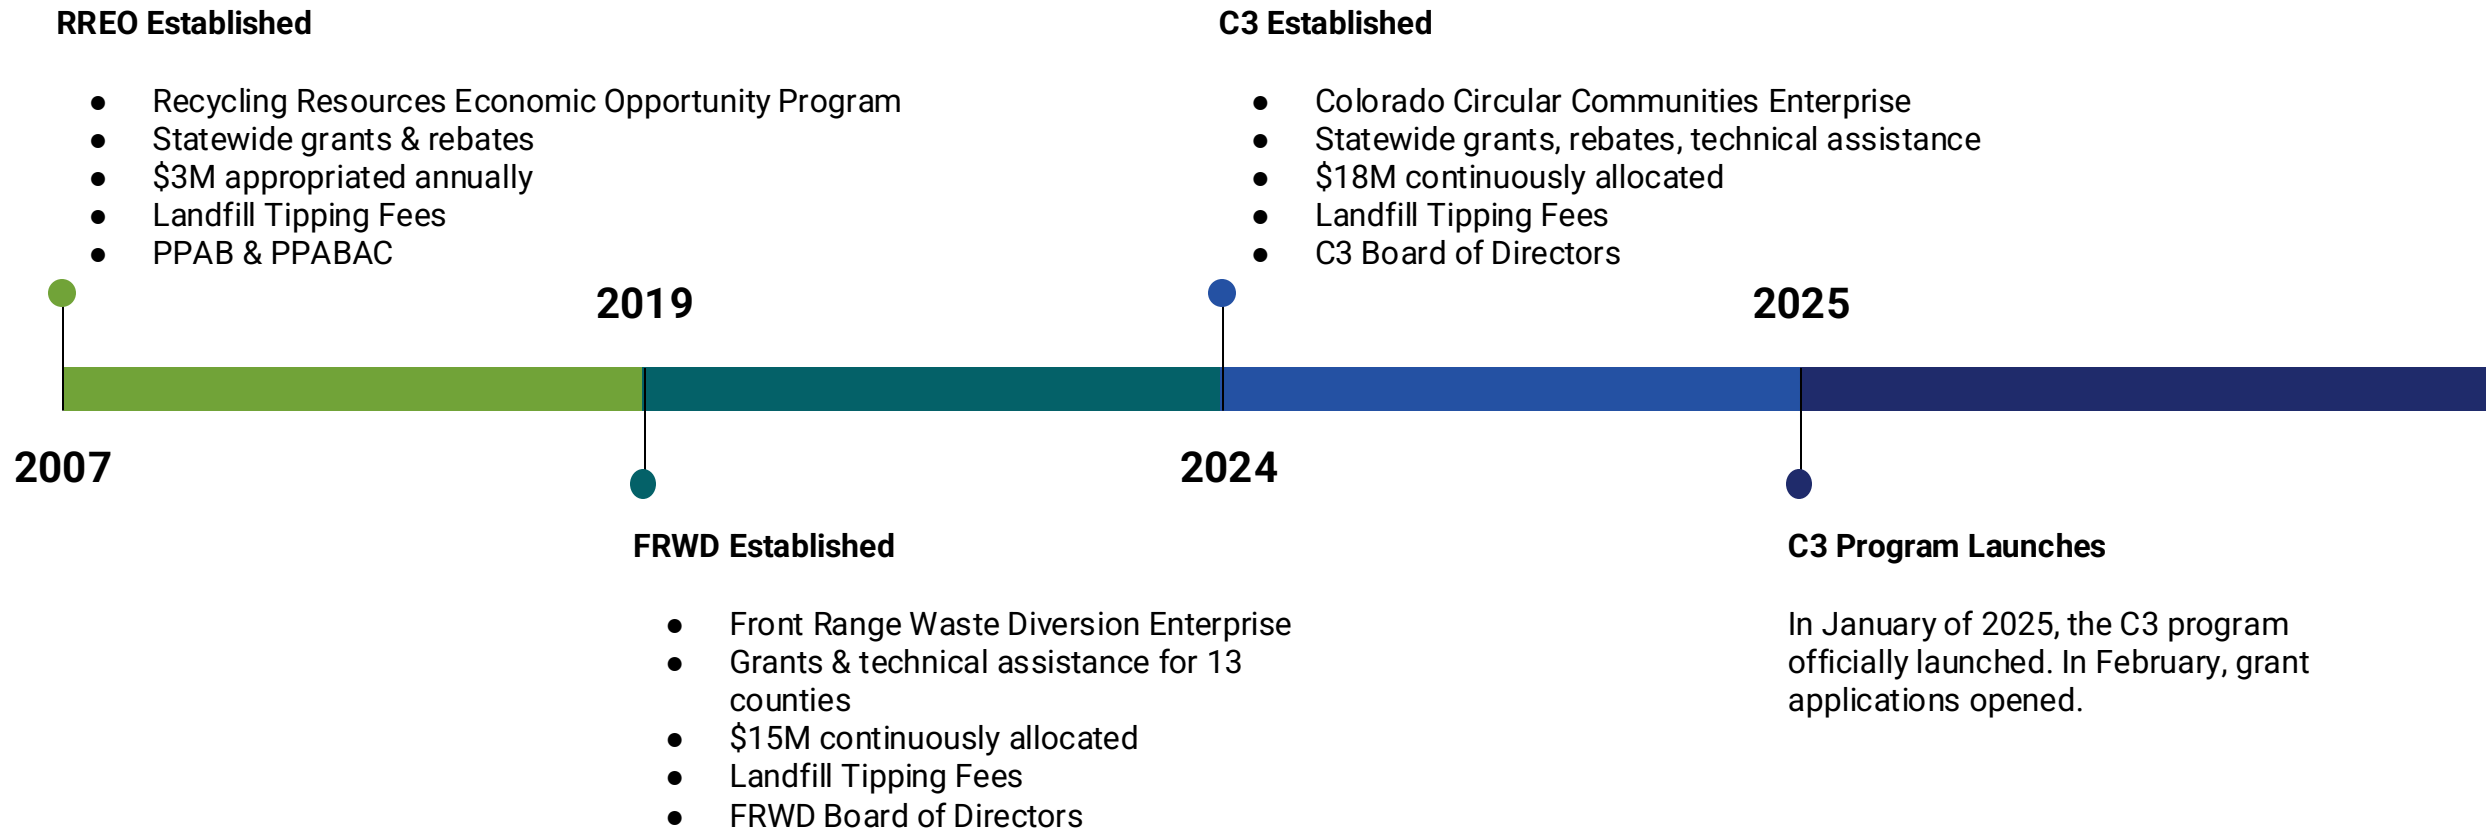 RREO Established
● Recycling Resources Economic Opportunity Program
● Statewide grants & rebates
● $3M appropriated annually
● Landfill Tipping Fees
● PPAB & PPABAC
2007
2019
FRWD Established
● Front Range Waste Diversion Enterprise
● Grants & technical assistance for 13
counties
● $15M continuously allocated
● Landfill Tipping Fees
● FRWD Board of Directors
C3 Established
● Colorado Circular Communities Enterprise
● Statewide grants, rebates, technical assistance
● $18M continuously allocated
● Landfill Tipping Fees
● C3 Board of Directors
2024
2025
C3 Program Launches
In January of 2025, the C3 program
officially launched. In February, grant
applications opened.